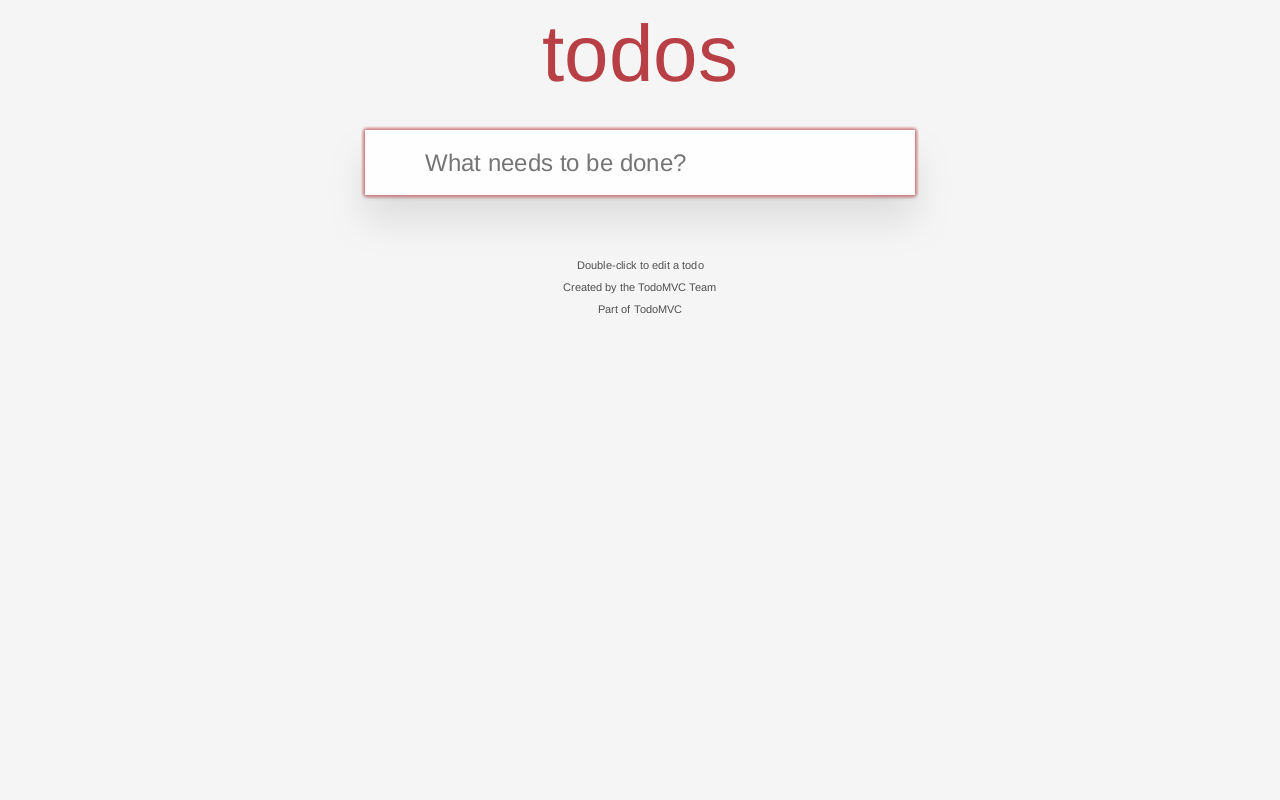 todos
What needs to be done?
Double-click to edit a todo
Created by the TodoMVC Team
Part of TodoMVC